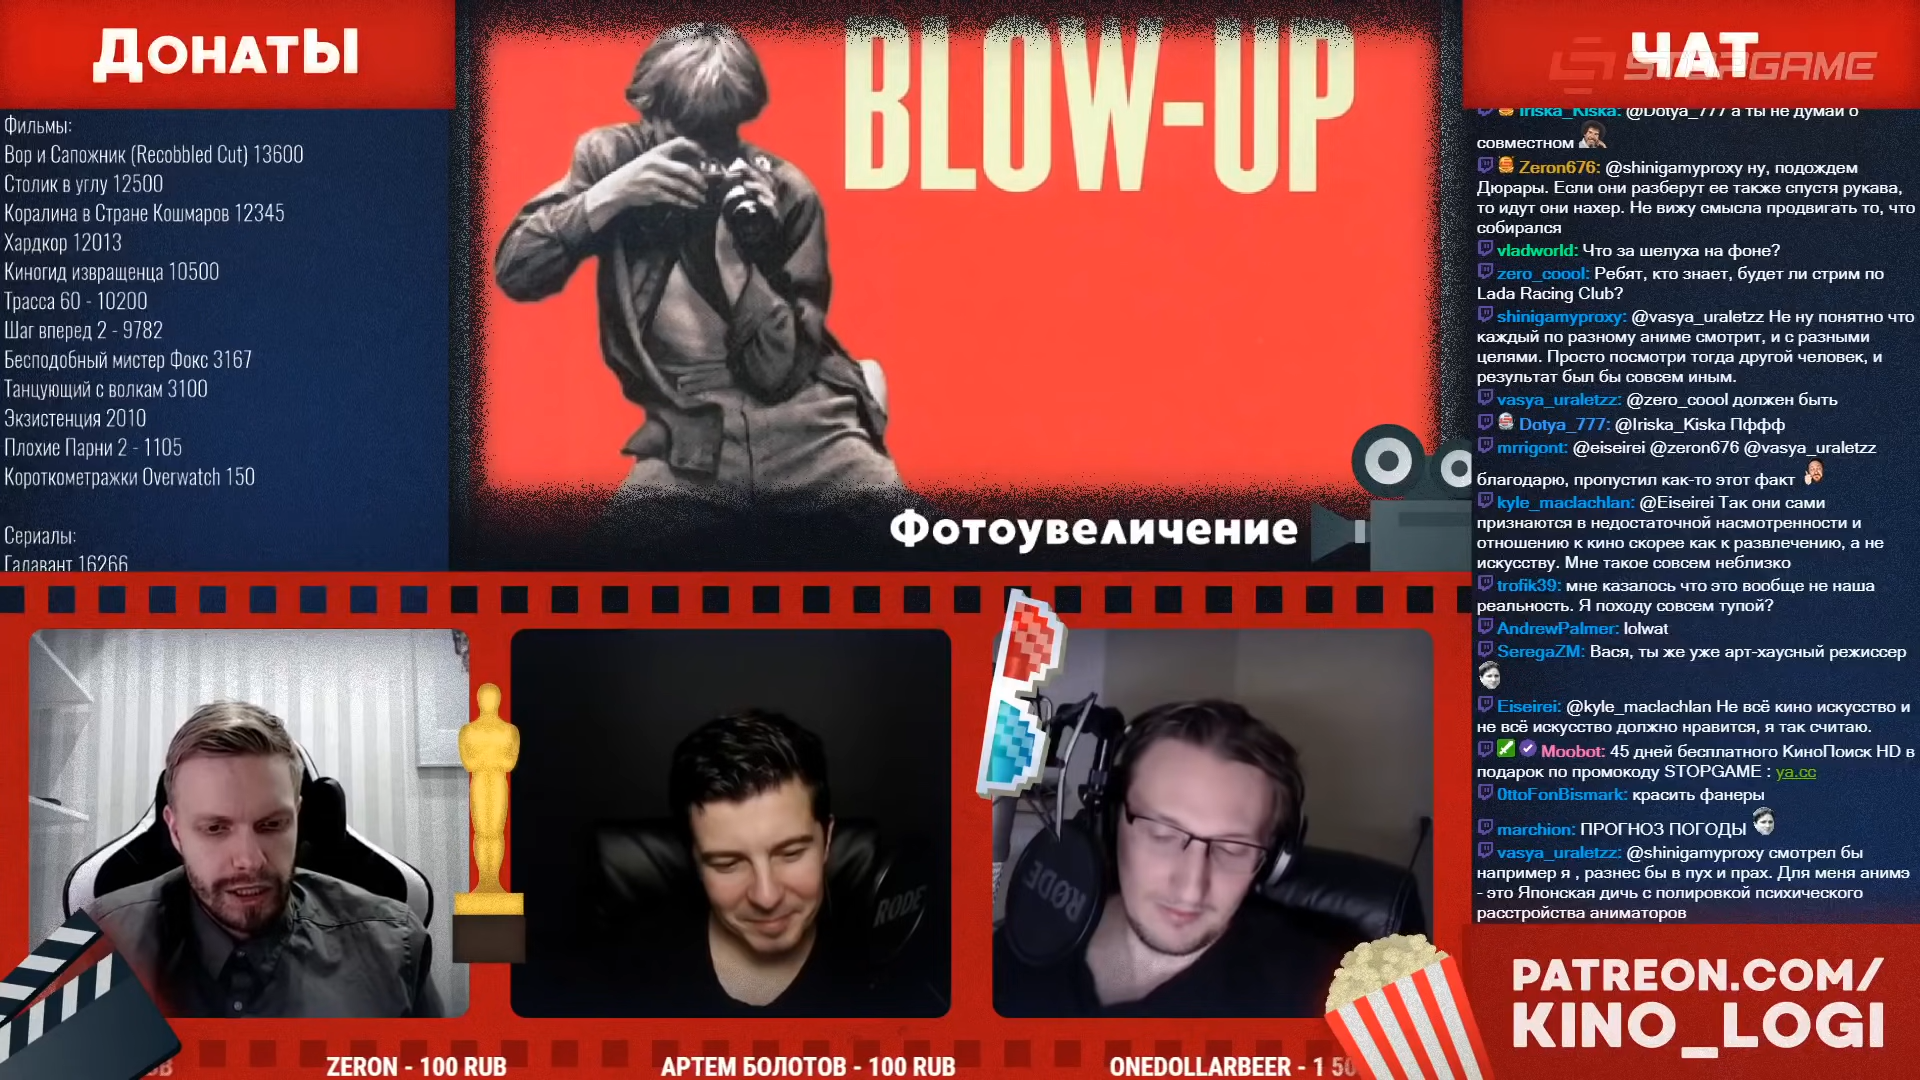 ДОНАТЫ
Фильмы:
Вор и Сапожник (Recobbled Cut) 13600
Столик в углу 12500
Коралина в Стране Кошмаров 12345
Хардкор 12013
Киногид извращенца 10500
Трасса 60 - 10200
Шаг вперед 2 - 9782
Бесподобный мистер Фокс 3167
Танцующий с волкам 3100
Экзистенция 2010
Плохие Парни 2 - 1105
Короткометражки Overwatch 150
Сериалы:
Галавант 16266
BLOW-UP
Фотоувеличение
ЧАТ
STOPGAME
Iriska_Kiska: @Dotya_777 а ты не думай о
совместном
Zeron676: @shinigamyproxy ну, подождем
Дюрары. Если они разберут ее также спустя рукава,
то идут они нахер. Не вижу смысла продвигать то, что
собирался
vladworld: Что за шелуха на фоне?
zero_coool: Ребят, кто знает, будет ли стрим по
Lada Racing Club?
shinigamyproxy: @vasya_uraletzz Не ну понятно что
каждый по разному аниме смотрит, и с разными
целями. Просто посмотри тогда другой человек, и
результат был бы совсем иным.
vasya_uraletzz: @zero_coool должен быть
Dotya_777: @Iriska_Kiska Пффф
mrrigont: @eiseirei @zeron676 @vasya_uraletzz
благодарю, пропустил как-то этот факт
kyle_maclachlan: @Eiseirei Так они сами
признаются в недостаточной насмотренности и
отношению к кино скорее как к развлечению, а не
искусству. Мне такое совсем неблизко
trofik39: мне казалось что это вообще не наша
реальность. Я походу совсем тупой?
AndrewPalmer: lolwat
SeregaZM: Вася, ты же уже арт-хаусный режиссер
Eiseirei: @kyle_maclachlan Не всё кино искусство и
не всё искусство должно нравится, я так считаю.
Moobot: 45 дней бесплатного КиноПоиск HD в
подарок по промокоду STOPGAME : ya.cc
0ttoFonBismark: красить фанеры
marchion: ПРОГНОЗ ПОГОДЫ
vasya_uraletzz: @shinigamyproxy смотрел бы
например я , разнес бы в пух и прах. Для меня анимэ
- это Японская дичь с полировкой психического
расстройства аниматоров
RODE
RODE
PATREON.COM/
KINO_LOGI
ZERON - 100 RUB
АРТЕМ БОЛОТОВ - 100 RUB
ONEDOLLARBEER - 1 50